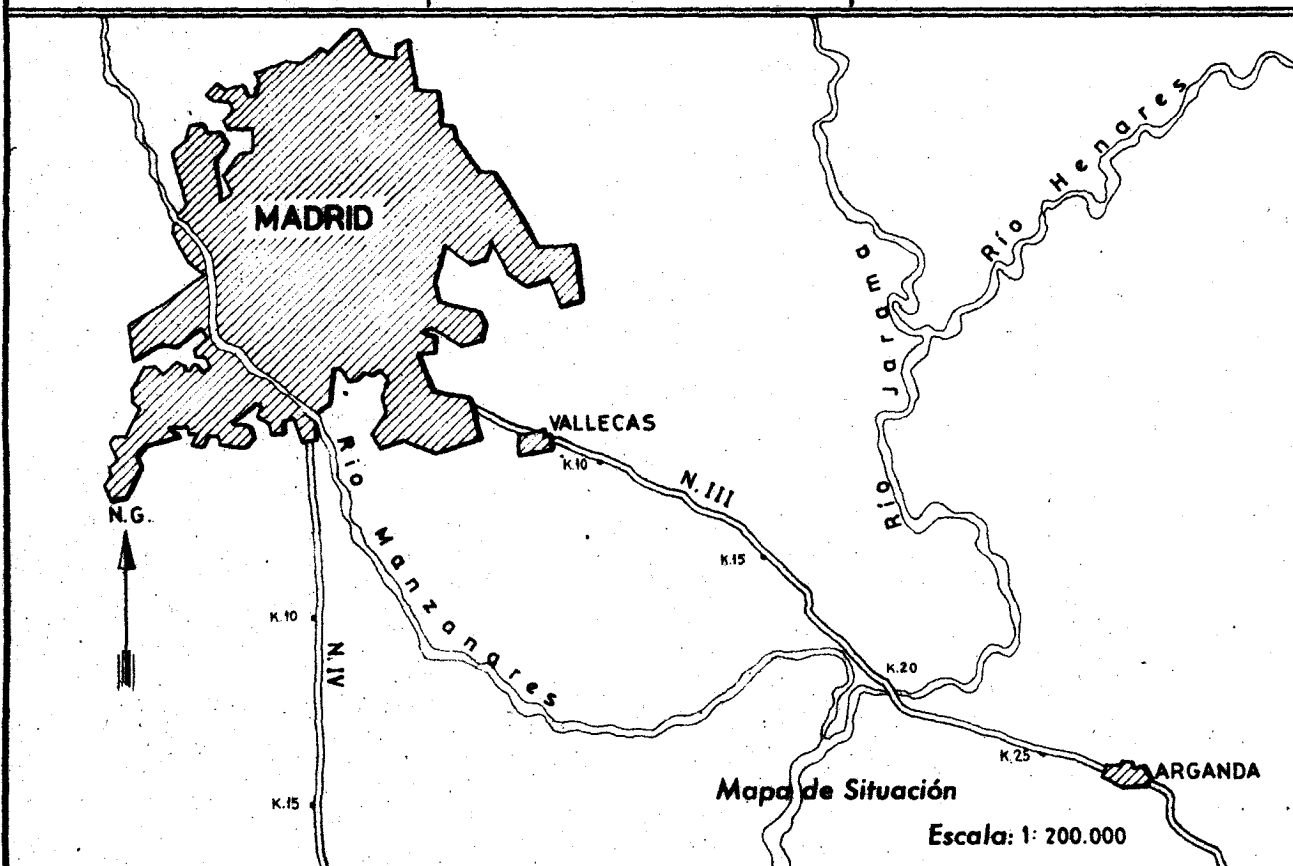 MADRID
Río Henares
Río Jarama
VALLECAS
K.10
N.III
Río Manzanares
N.G.
K.15
K.10
N.IV
K.20
K.25
ARGANDA
Mapa de Situación
K.15
Escala: 1: 200.000